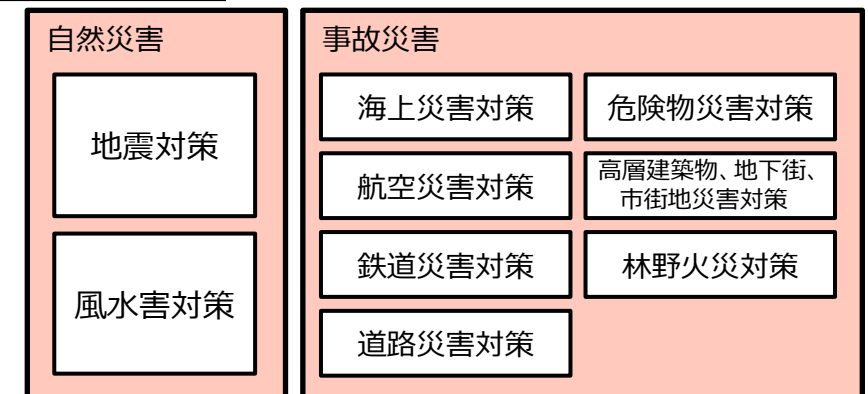 自然災害
地震対策
風水害対策
事故災害
海上災害対策
航空災害対策
鉄道災害対策
道路災害対策
危険物災害対策
高層建築物、地下街、
市街地災害対策
林野火災対策